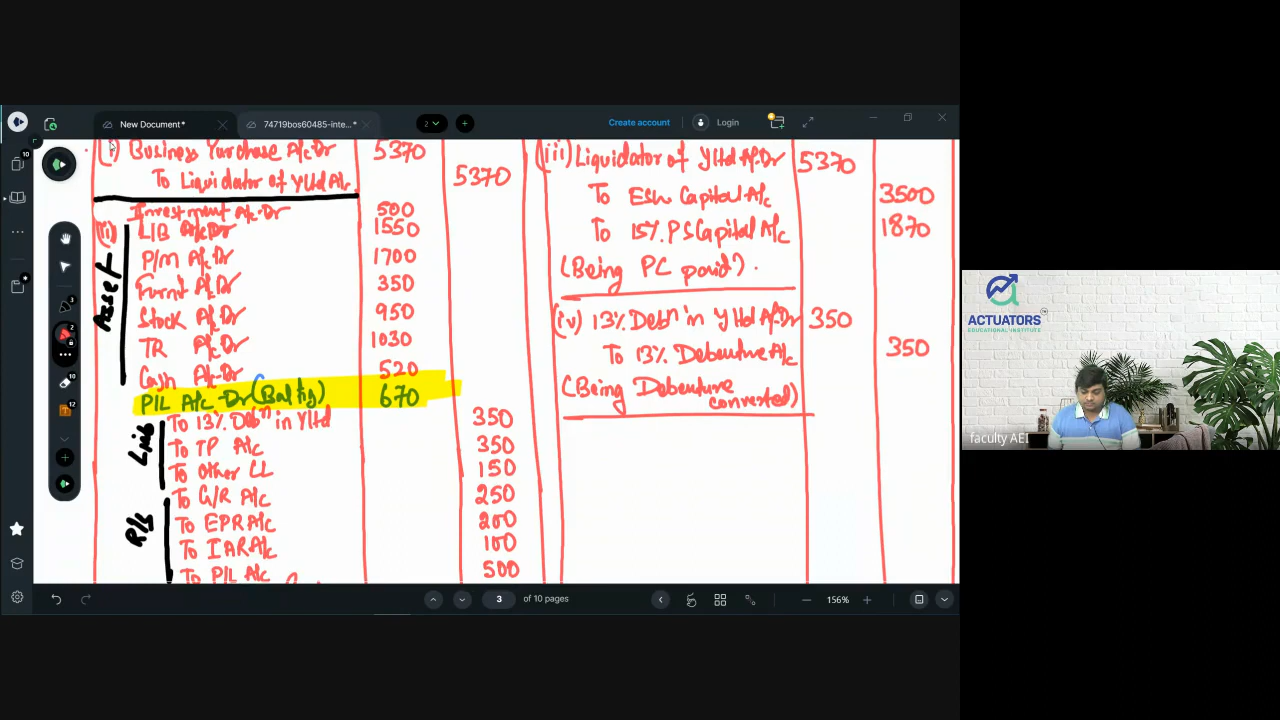 New Document*
74719bos60485-inte...*
2
Create account
Login
(i) Business Purchase A/c Dr 5370
To Liquidator of Y Ltd A/c 5370
Investment A/c Dr 500
(ii) L/B A/c Dr 1550
P/M A/c Dr 1700
Furnt A/c Dr 350
Stock A/c Dr 950
TR A/c Dr 1030
Cash A/c Dr 520
P/L A/c Dr (Bal fig) 670
To 13% Debⁿ in Y ltd 350
To TP A/c 350
To Other CL 150
To G/R A/c 250
To EPR A/c 200
To IAR A/c 100
To P/L A/c 500
Asset
Liab
R/S
(iii) Liquidator of Y Ltd A/c Dr 5370
To Esh Capital A/c 3500
To 15% PS Capital A/c 1870
(Being PC paid).
(iv) 13% Debⁿ in Y ltd A/c Dr 350
To 13% Debenture A/c 350
(Being Debenture
converted)
3 of 10 pages
156%
ACTUATORS
EDUCATIONAL INSTITUTE
faculty AEI